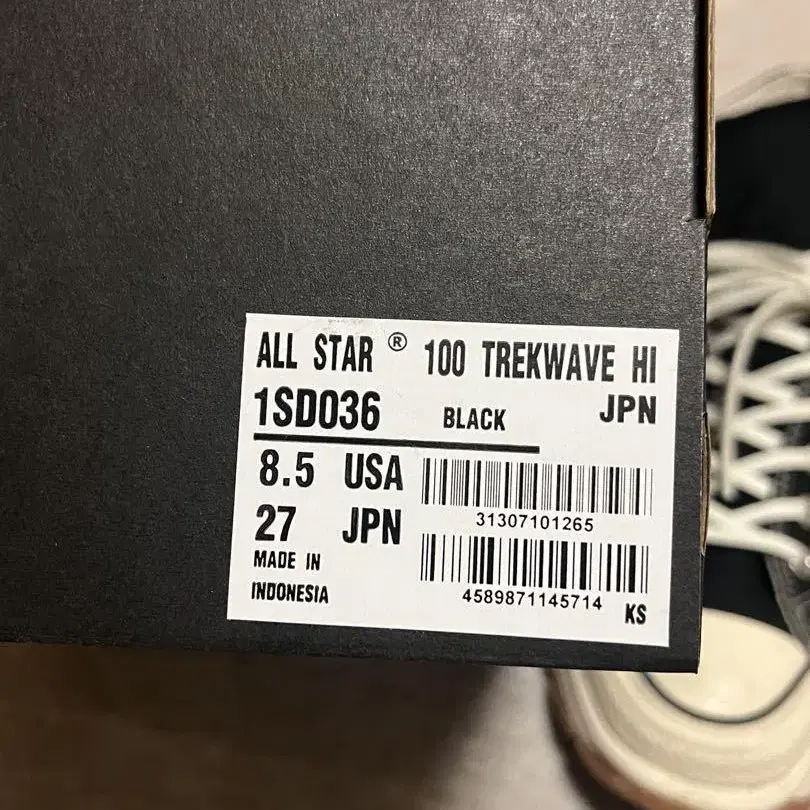 ALL STAR ® 100 TREKWAVE HI
1SD036 BLACK JPN
8.5 USA
31307101265
27 JPN
MADE IN
INDONESIA
4589871145714 KS